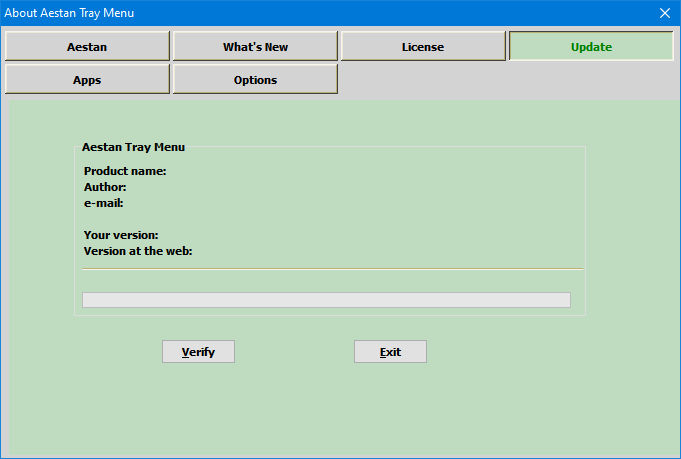 About Aestan Tray Menu
Aestan What's New License Update
Apps Options
Aestan Tray Menu
Product name:
Author:
e-mail:
Your version:
Version at the web:
Verify Exit